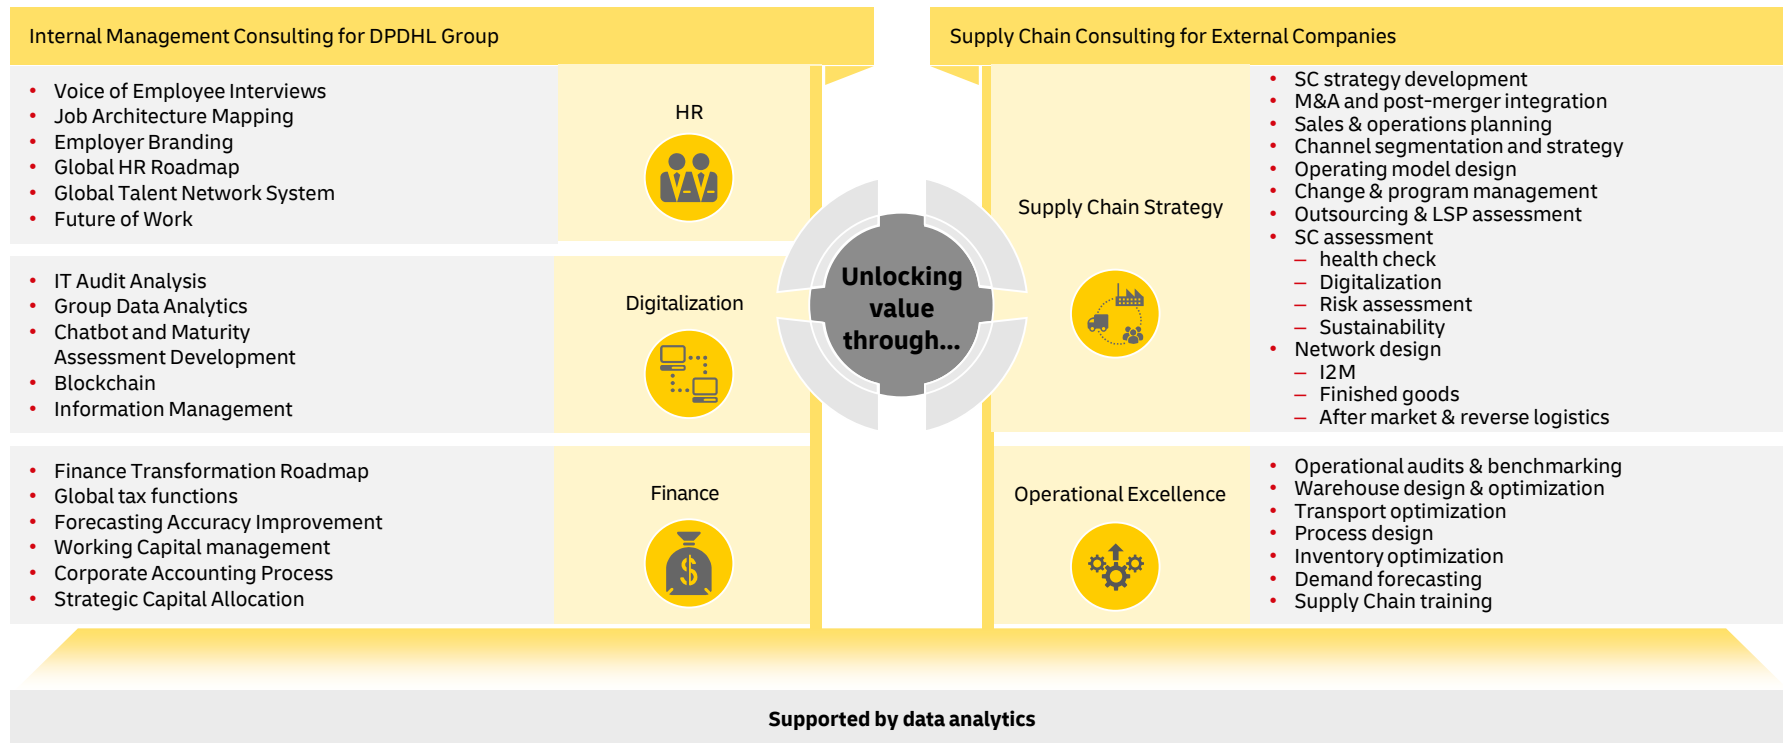 Internal Management Consulting for DPDHL Group
• Voice of Employee Interviews
• Job Architecture Mapping
• Employer Branding
• Global HR Roadmap
• Global Talent Network System
• Future of Work
HR
• IT Audit Analysis
• Group Data Analytics
• Chatbot and Maturity
Assessment Development
• Blockchain
• Information Management
Digitalization
• Finance Transformation Roadmap
• Global tax functions
• Forecasting Accuracy Improvement
• Working Capital management
• Corporate Accounting Process
• Strategic Capital Allocation
Finance
$
Unlocking
value
through...
Supply Chain Consulting for External Companies
Supply Chain Strategy
• SC strategy development
• M&A and post-merger integration
• Sales & operations planning
• Channel segmentation and strategy
• Operating model design
• Change & program management
• Outsourcing & LSP assessment
• SC assessment
– health check
– Digitalization
– Risk assessment
– Sustainability
• Network design
– I2M
– Finished goods
– After market & reverse logistics
Operational Excellence
• Operational audits & benchmarking
• Warehouse design & optimization
• Transport optimization
• Process design
• Inventory optimization
• Demand forecasting
• Supply Chain training
Supported by data analytics